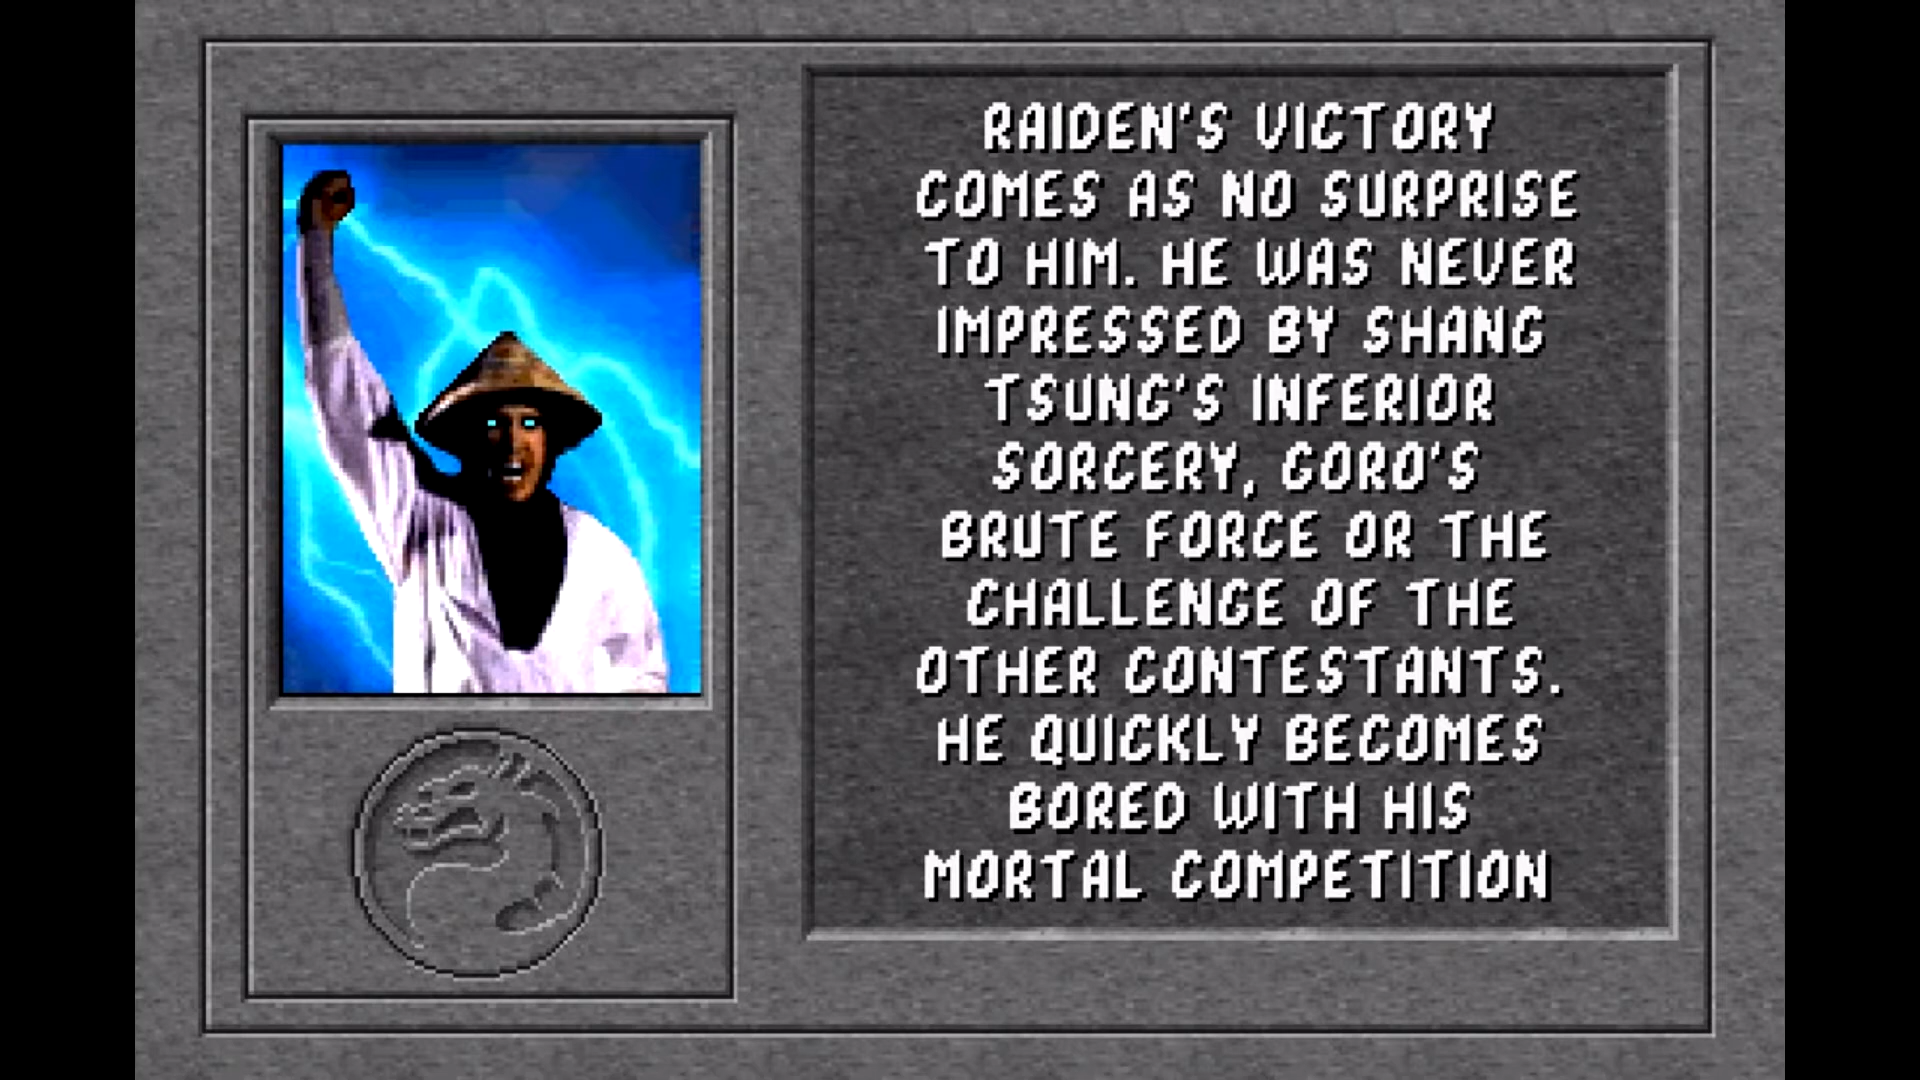 RAIDEN'S VICTORY
COMES AS NO SURPRISE
TO HIM. HE WAS NEVER
IMPRESSED BY SHANG
TSUNG'S INFERIOR
SORCERY, GORO'S
BRUTE FORCE OR THE
CHALLENGE OF THE
OTHER CONTESTANTS.
HE QUICKLY BECOMES
BORED WITH HIS
MORTAL COMPETITION